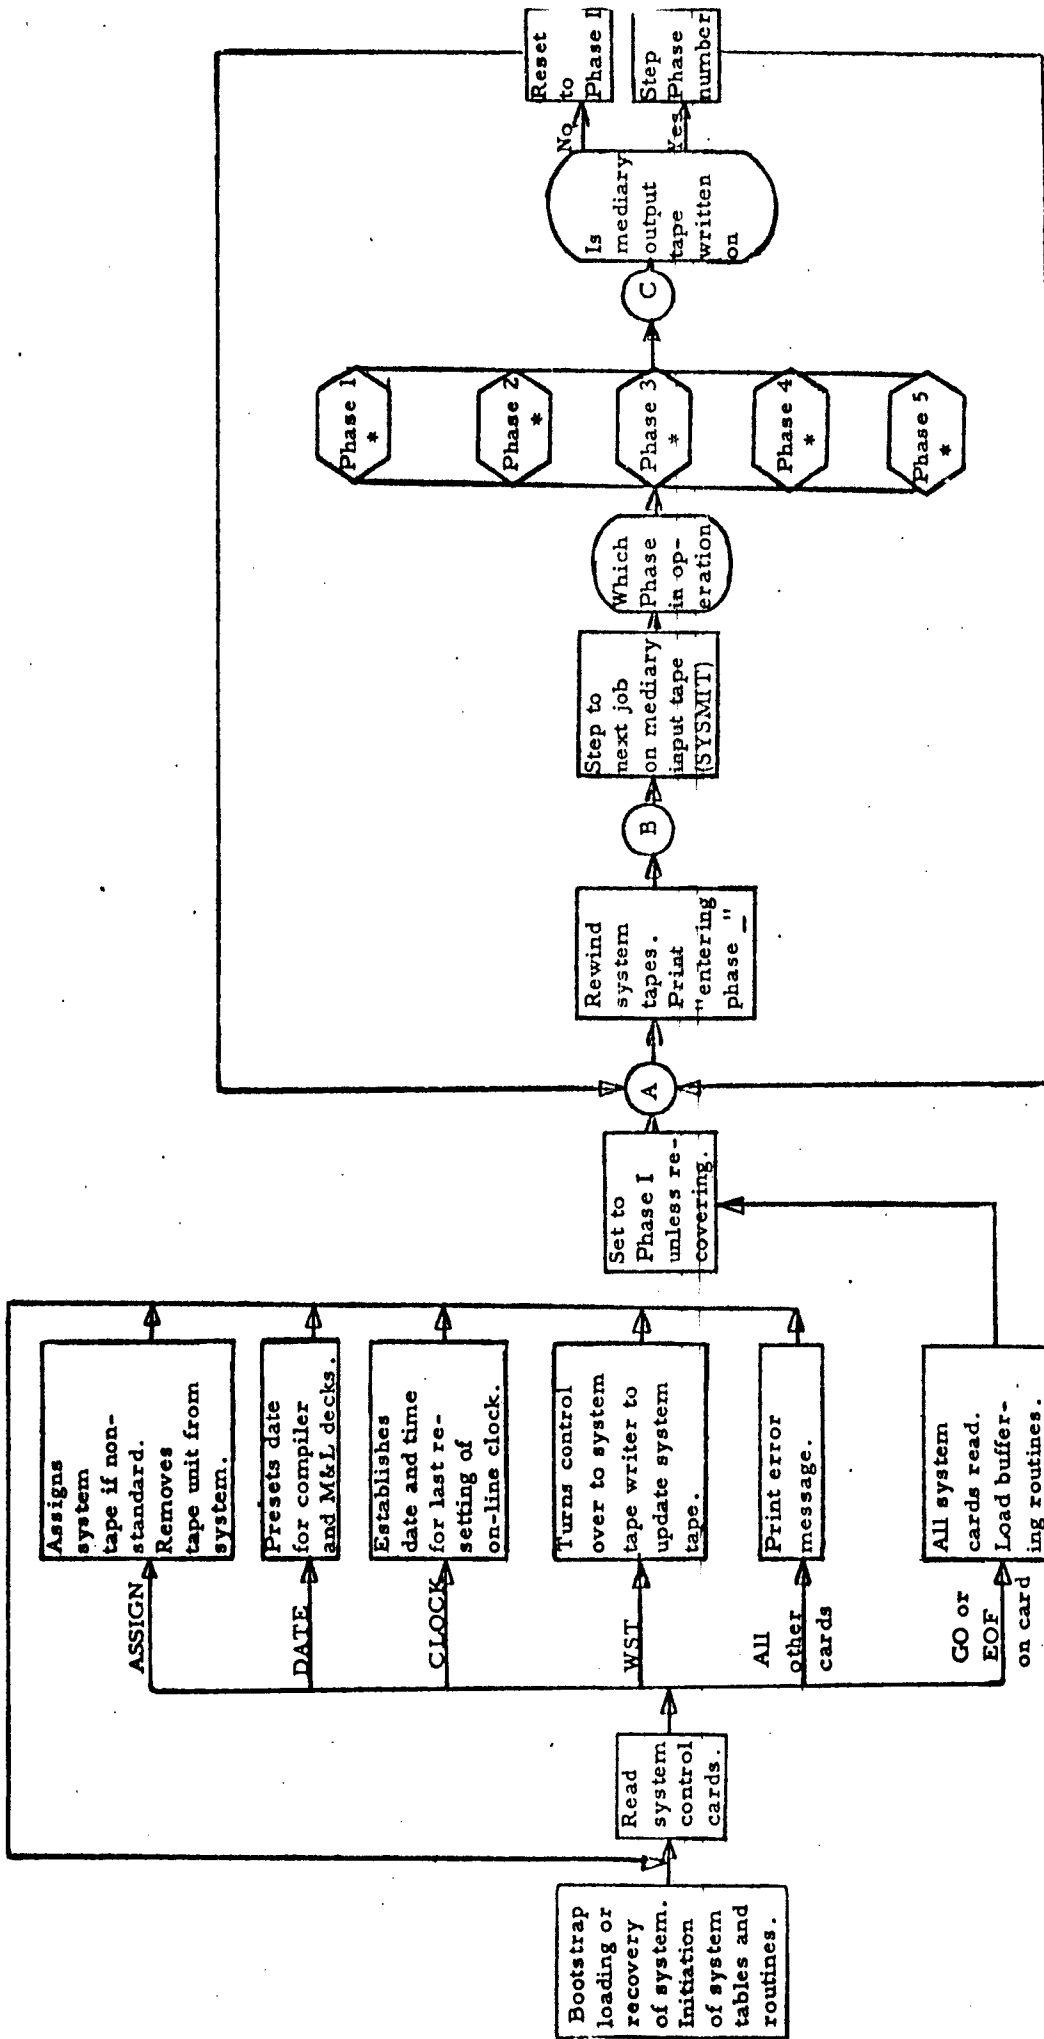 Bootstrap
loading or
recovery
of system.
Initiation
of system
tables and
routines.
Read
system
control
cards.
ASSIGN
Assigns
system
tape if non-
standard.
Removes
tape unit from
system.
DATE
Presets date
for compiler
and M&L decks.
CLOCK
Establishes
date and time
for last re-
setting of
on-line clock.
WST
Turns control
over to system
tape writer to
update system
tape.
All
other
cards
Print error
message.
GO or
EOF
on card
All system
cards read.
Load buffer-
ing routines.
Set to
Phase I
unless re-
covering.
A
Rewind
system
tapes.
Print
"entering
phase _"
B
Step to
next job
on mediary
input tape
(SYSMIT)
Which
Phase
in op-
eration
Phase 1
*
Phase 2
*
Phase 3
*
Phase 4
*
Phase 5
*
C
Is
mediary
output
tape
written
on
No
Reset
to
Phase I
Yes
Step
Phase
number